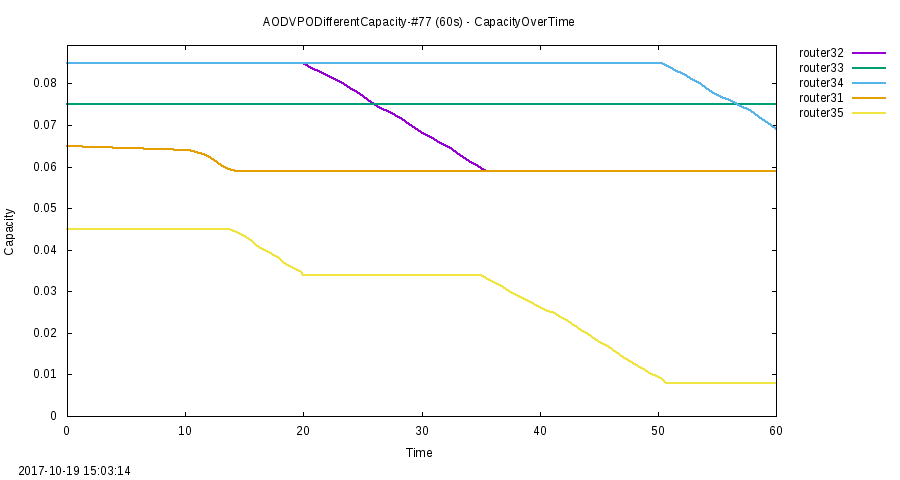 AODVPODifferentCapacity-#77 (60s) - CapacityOverTime
router32
router33
router34
router31
router35
0.08
0.07
0.06
0.05
0.04
0.03
0.02
0.01
0
Capacity
0 10 20 30 40 50 60
Time
2017-10-19 15:03:14